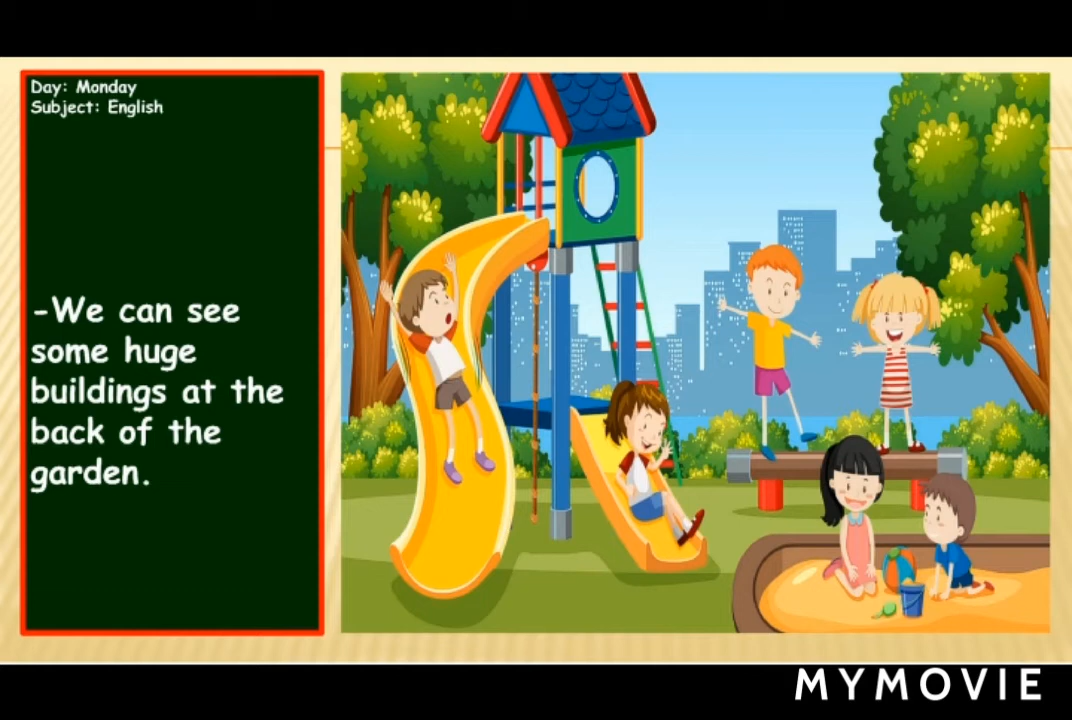 Day: Monday
Subject: English
-We can see
some huge
buildings at the
back of the
garden.
MYMOVIE